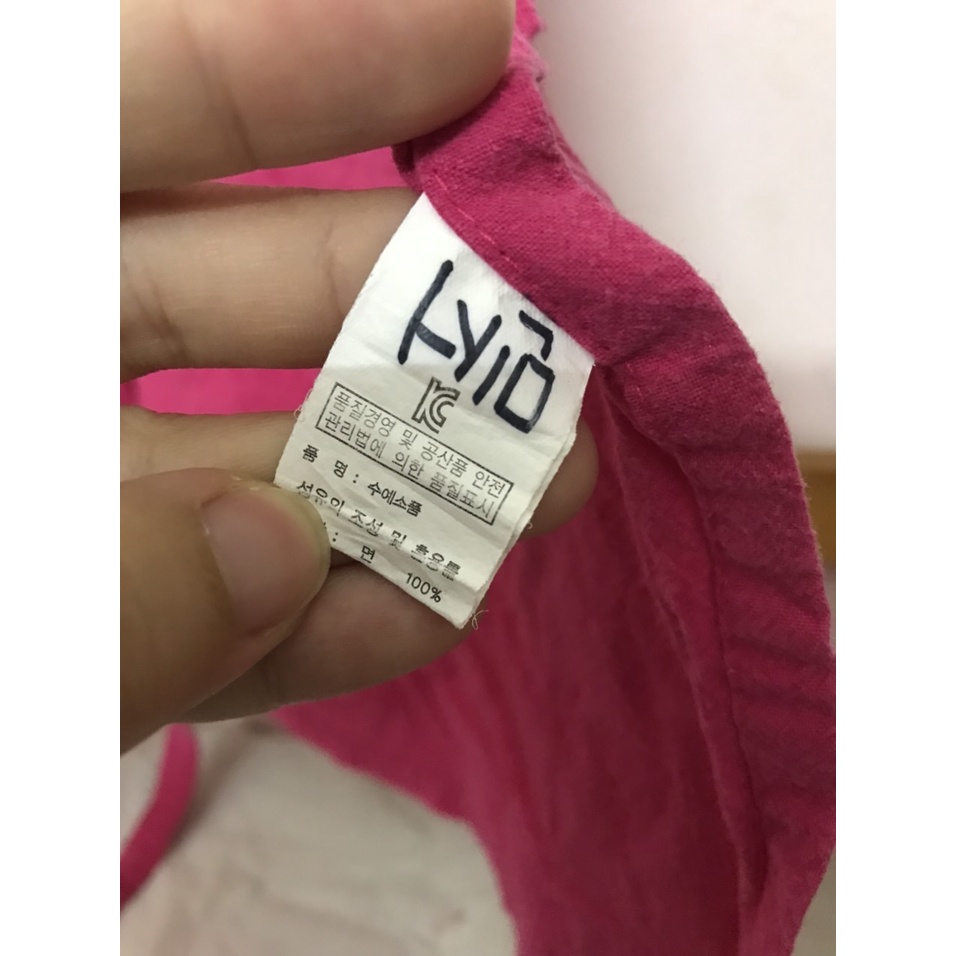 품질경영 및 공산품 안전
관리법에 의한 품질표시
품 명 : 수예소품
섬유의 조성 및 혼용률
: 면 100%